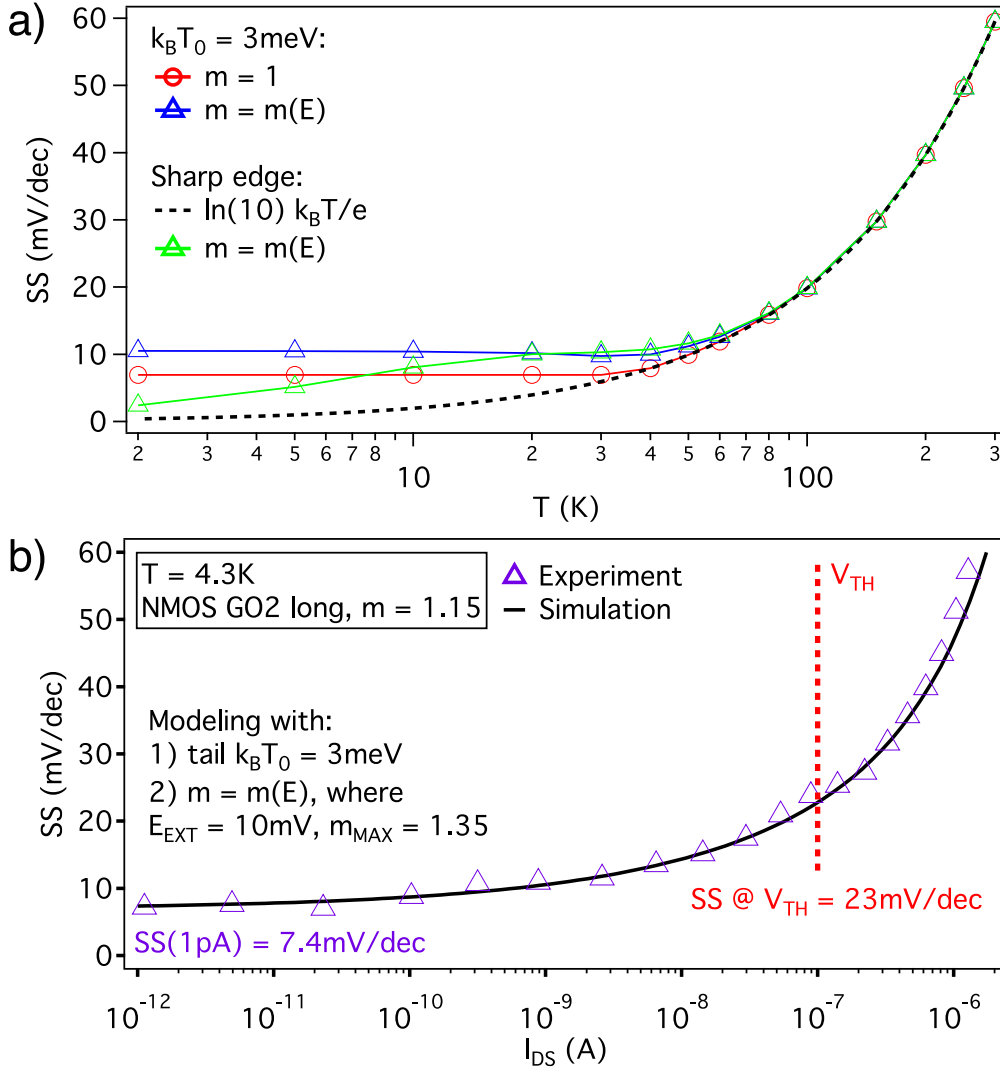 a)
60
50
40
30
20
10
0
SS (mV/dec)
k_BT_0 = 3meV:
m = 1
m = m(E)
Sharp edge:
ln(10) k_BT/e
m = m(E)
2 3 4 5 6 7 8 10 2 3 4 5 6 7 8 100 2 3
T (K)
b)
60
50
40
30
20
10
0
SS (mV/dec)
T = 4.3K
NMOS GO2 long, m = 1.15
Experiment
Simulation
V_TH
Modeling with:
1) tail k_BT_0 = 3meV
2) m = m(E), where
E_EXT = 10mV, m_MAX = 1.35
SS @ V_TH = 23mV/dec
SS(1pA) = 7.4mV/dec
10^-12 10^-11 10^-10 10^-9 10^-8 10^-7 10^-6
I_DS (A)